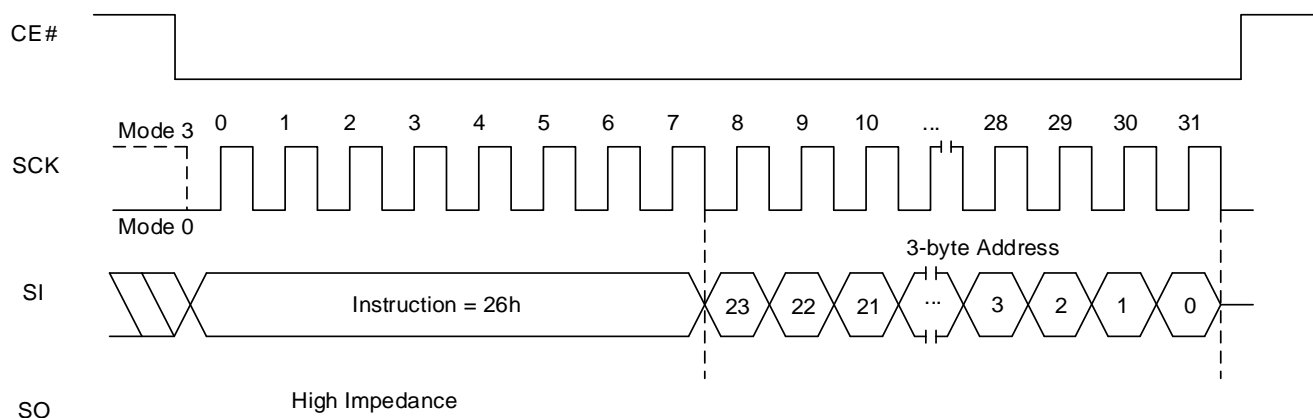 CE#
Mode 3
0 1 2 3 4 5 6 7 8 9 10 ... 28 29 30 31
SCK
Mode 0
3-byte Address
SI
Instruction = 26h
23 22 21 ... 3 2 1 0
High Impedance
SO